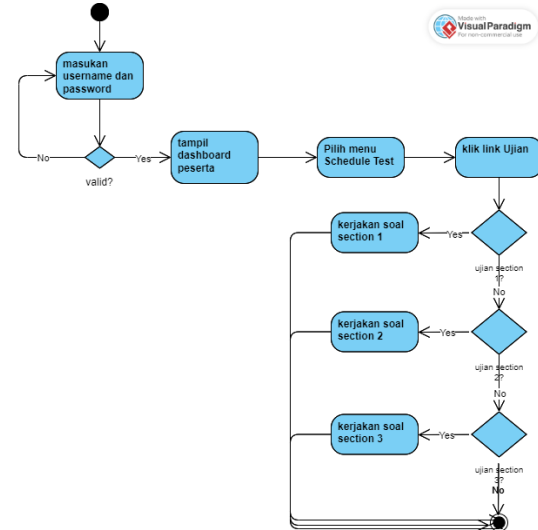 Made with
VisualParadigm
For non-commercial use
masukan
username dan
password
No
Yes
valid?
tampil
dashboard
peserta
Pilih menu
Schedule Test
klik link Ujian
kerjakan soal
section 1
Yes
ujian section
1?
No
kerjakan soal
section 2
Yes
ujian section
2?
No
kerjakan soal
section 3
Yes
ujian section
3?
No